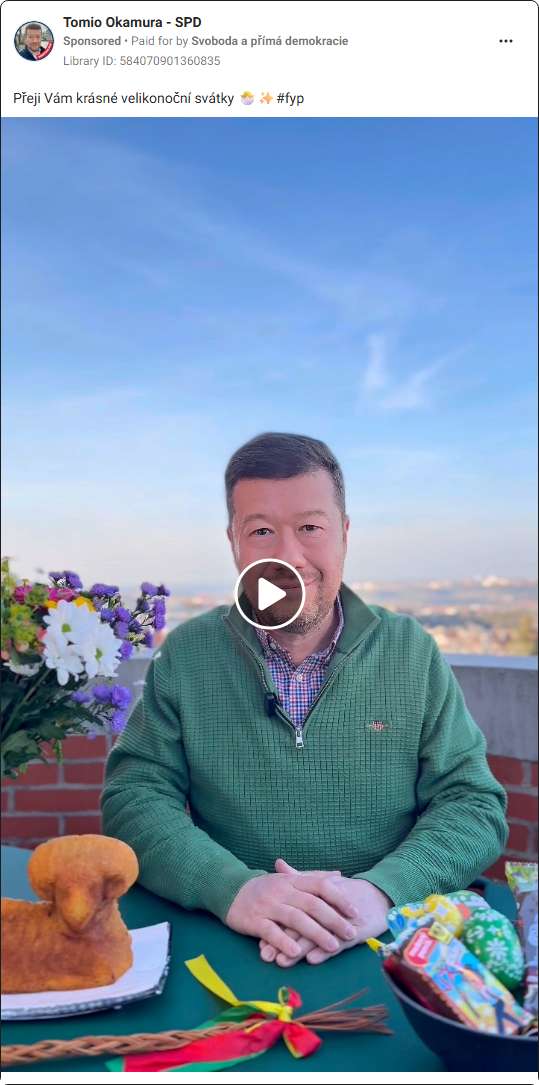 Tomio Okamura - SPD
Sponsored • Paid for by Svoboda a přímá demokracie
Library ID: 584070901360835
Přeji Vám krásné velikonoční svátky 🐣 ✨ #fyp